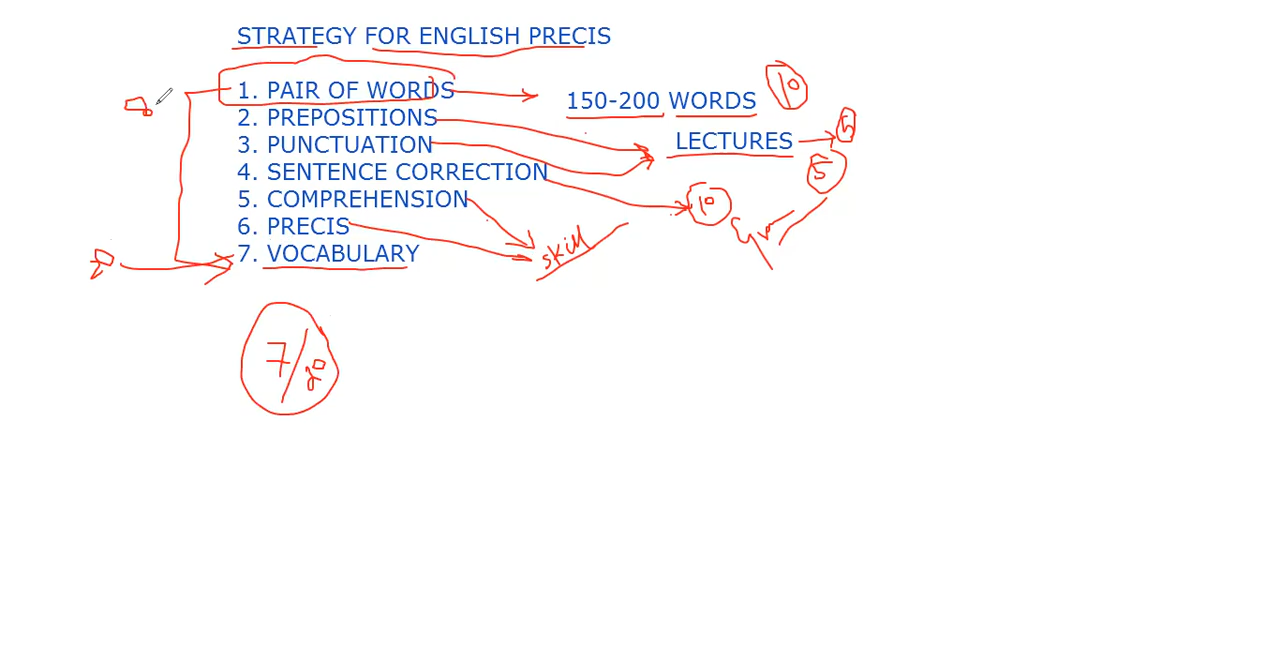 STRATEGY FOR ENGLISH PRECIS
1. PAIR OF WORDS
150-200 WORDS
10
2. PREPOSITIONS
3. PUNCTUATION
LECTURES
5
4. SENTENCE CORRECTION
5
5. COMPREHENSION
10
6. PRECIS
skill
7. VOCABULARY
20
7/20